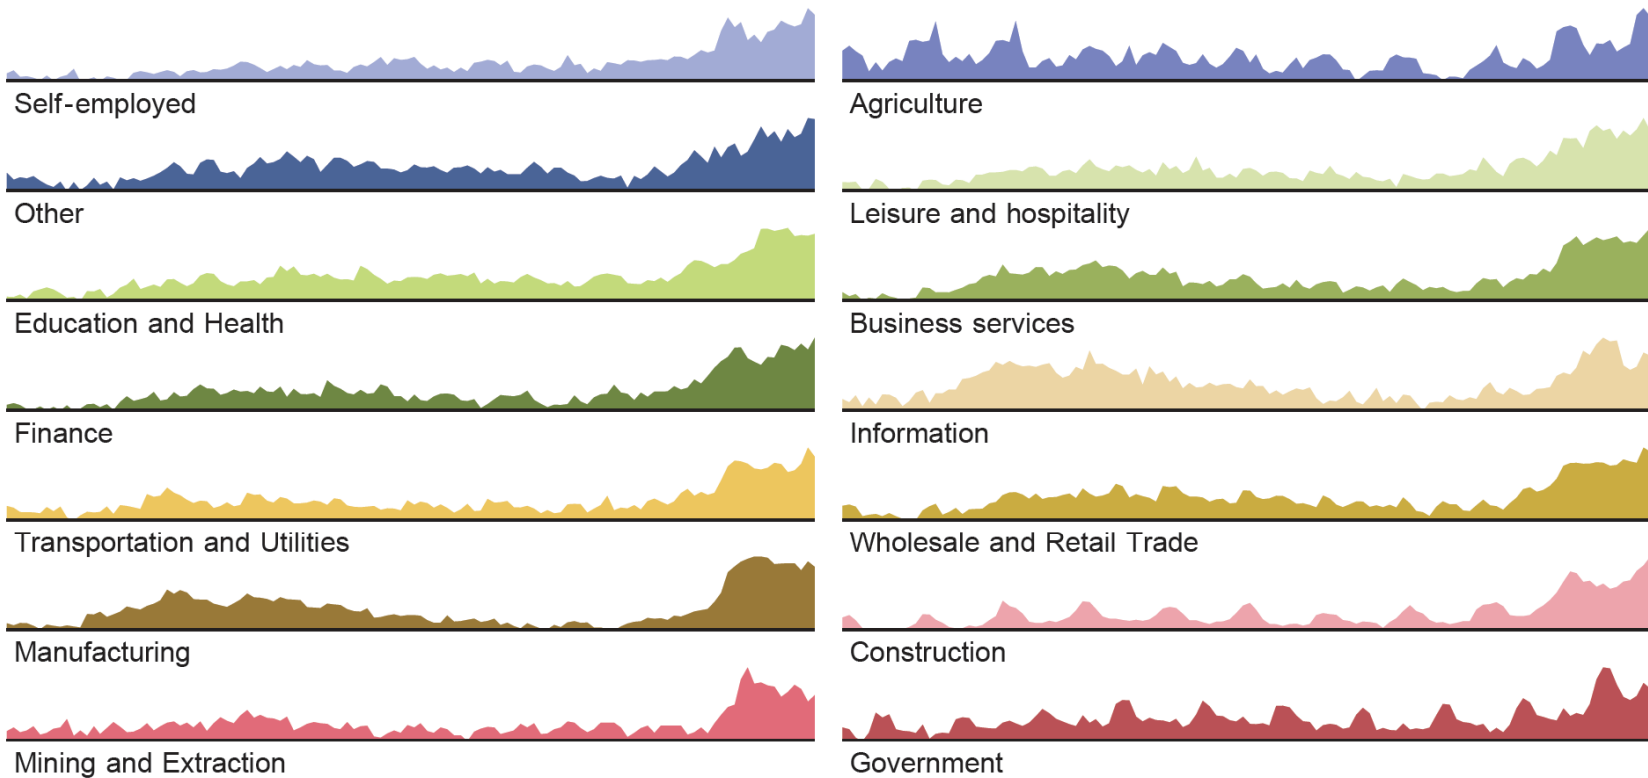 Self-employed
Agriculture
Other
Leisure and hospitality
Education and Health
Business services
Finance
Information
Transportation and Utilities
Wholesale and Retail Trade
Manufacturing
Construction
Mining and Extraction
Government